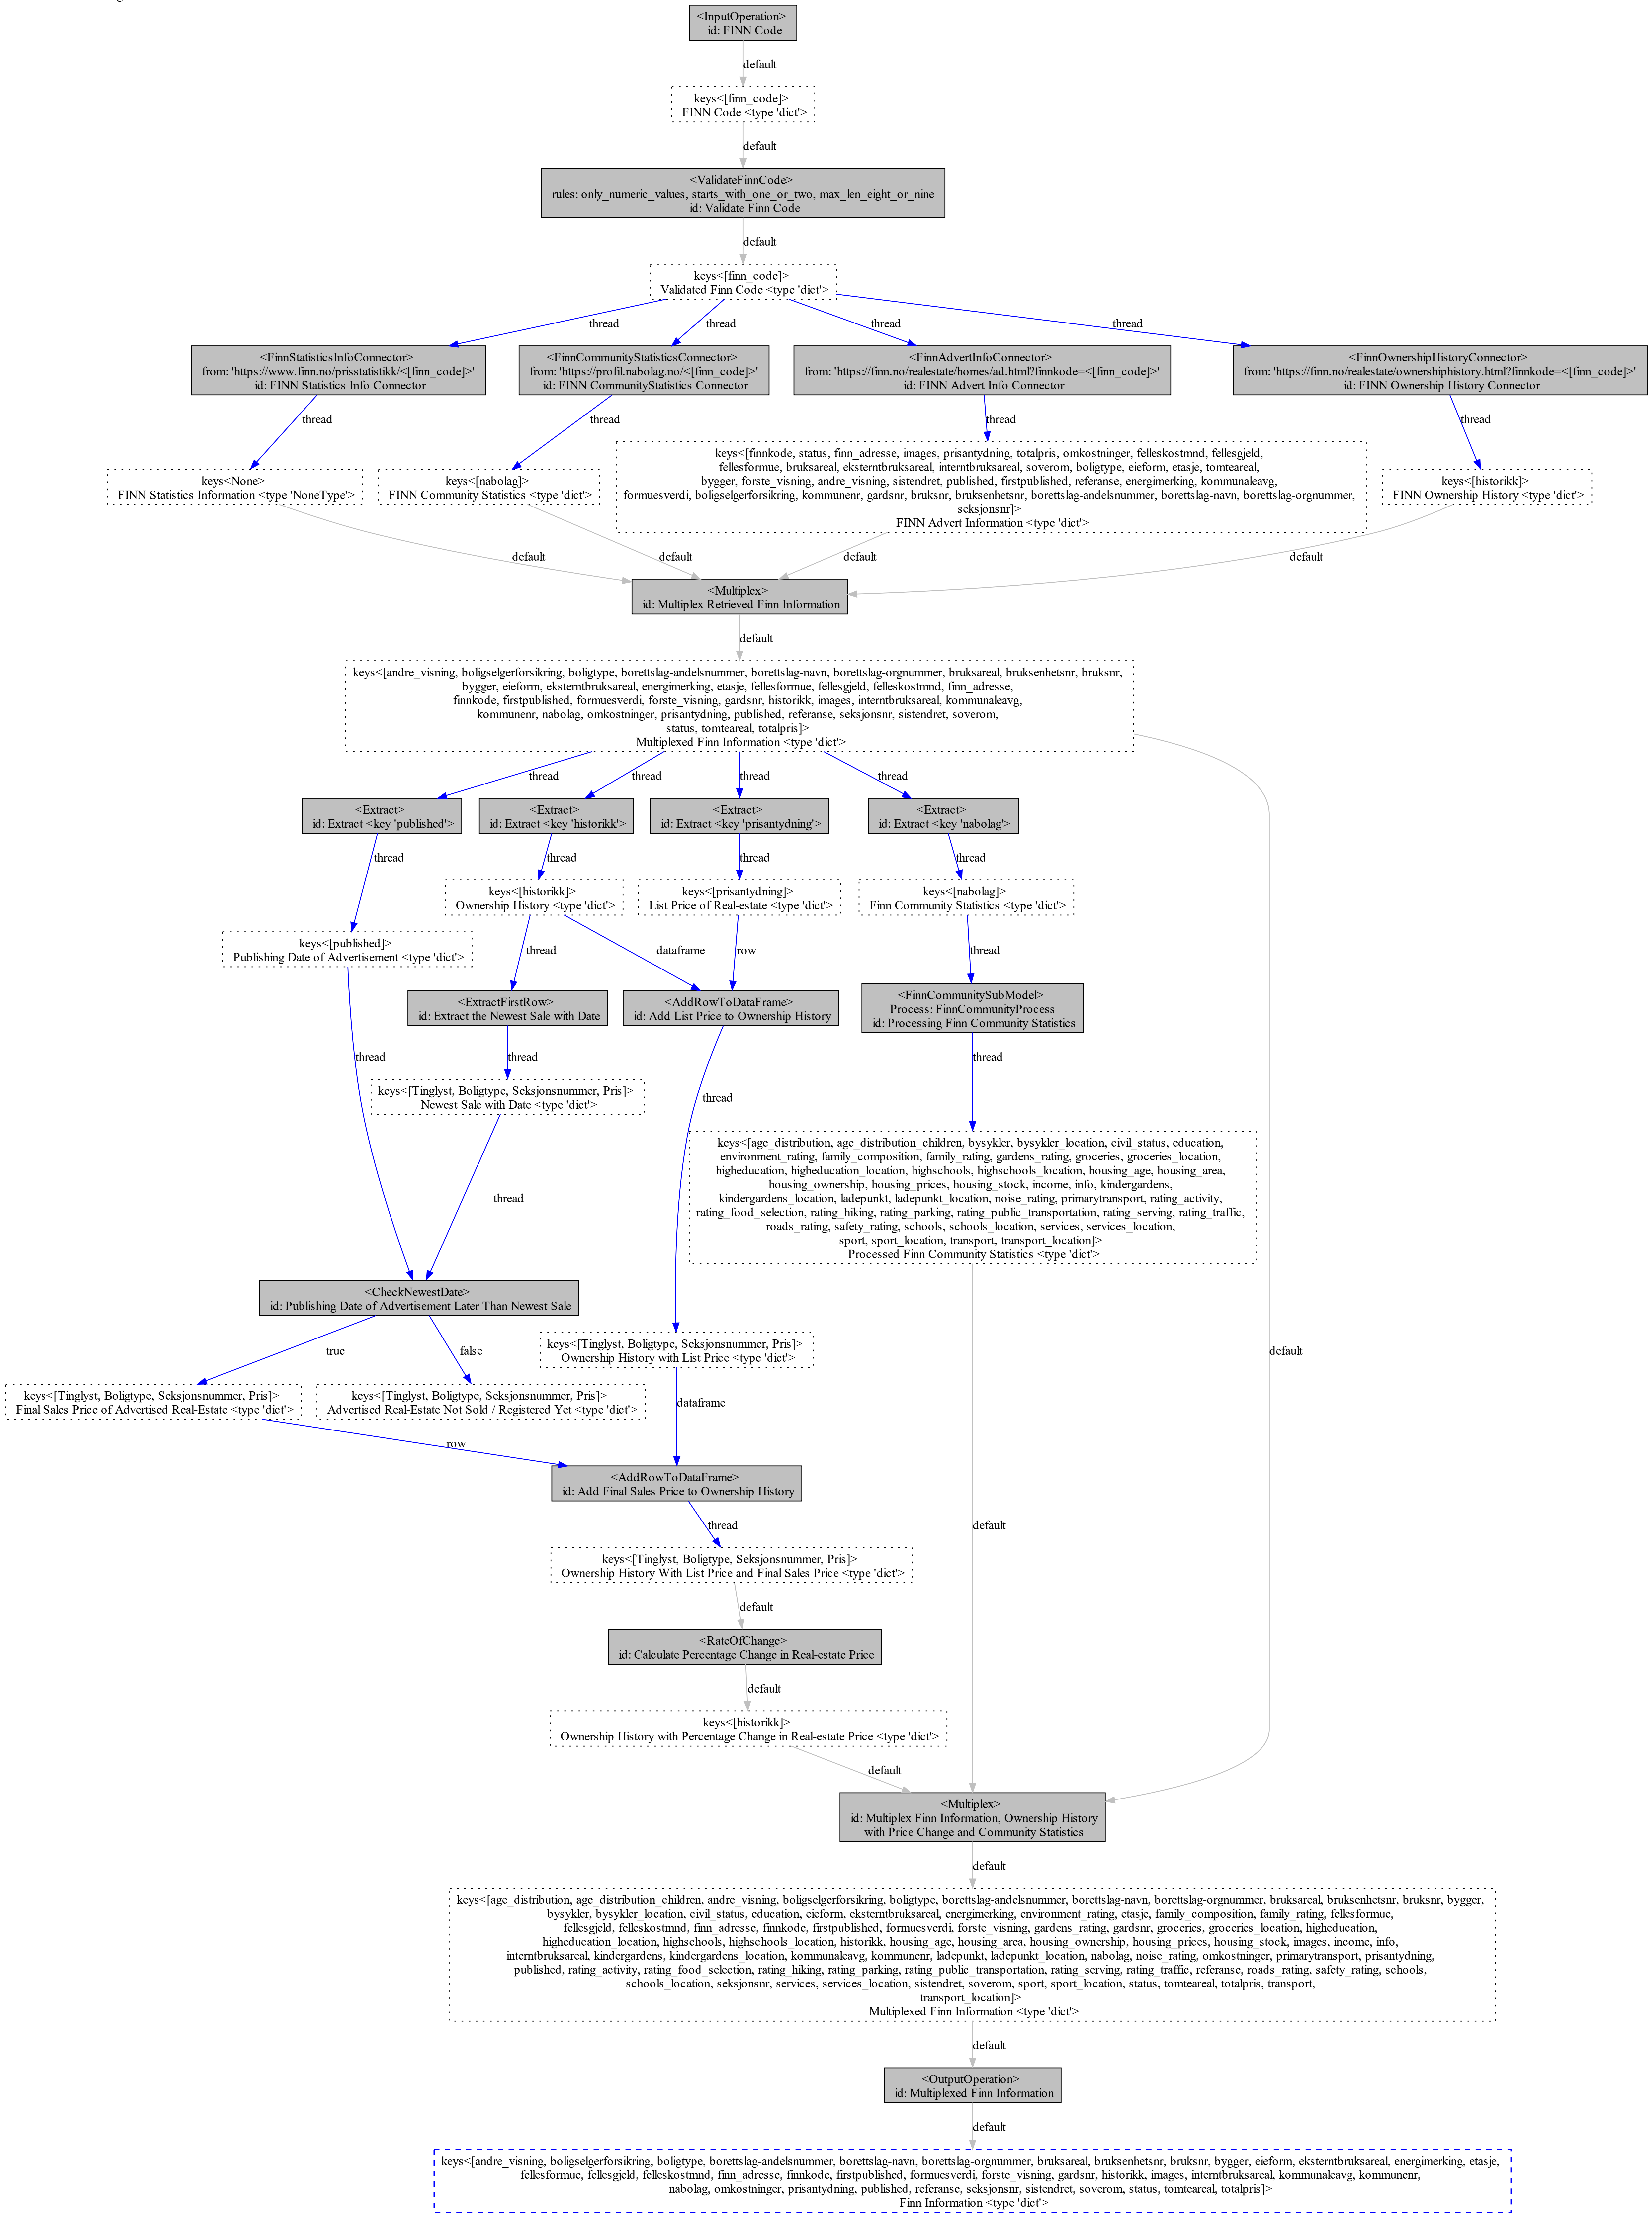 <InputOperation>
id: FINN Code
default
keys<[finn_code]>
FINN Code <type 'dict'>
default
<ValidateFinnCode>
rules: only_numeric_values, starts_with_one_or_two, max_len_eight_or_nine
id: Validate Finn Code
default
keys<[finn_code]>
Validated Finn Code <type 'dict'>
thread
thread
thread
thread
<FinnStatisticsInfoConnector>
from: 'https://www.finn.no/prisstatistikk/<[finn_code]>'
id: FINN Statistics Info Connector
<FinnCommunityStatisticsConnector>
from: 'https://profil.nabolag.no/<[finn_code]>'
id: FINN CommunityStatistics Connector
<FinnAdvertInfoConnector>
from: 'https://finn.no/realestate/homes/ad.html?finnkode=<[finn_code]>'
id: FINN Advert Info Connector
<FinnOwnershipHistoryConnector>
from: 'https://finn.no/realestate/ownershiphistory.html?finnkode=<[finn_code]>'
id: FINN Ownership History Connector
thread
thread
thread
thread
keys<None>
FINN Statistics Information <type 'NoneType'>
keys<[nabolag]>
FINN Community Statistics <type 'dict'>
keys<[finnkode, status, finn_adresse, images, prisantydning, totalpris, omkostninger, felleskostmnd, fellesgjeld,
fellesformue, bruksareal, eksterntbruksareal, interntbruksareal, soverom, boligtype, eieform, etasje, tomteareal,
bygger, forste_visning, andre_visning, sistendret, published, firstpublished, referanse, energimerking, kommunaleavg,
formuesverdi, boligselgerforsikring, kommunenr, gardsnr, bruksnr, bruksenhetsnr, borettslag-andelsnummer, borettslag-navn, borettslag-orgnummer,
seksjonsnr]>
FINN Advert Information <type 'dict'>
keys<[historikk]>
FINN Ownership History <type 'dict'>
default
default
default
default
<Multiplex>
id: Multiplex Retrieved Finn Information
default
keys<[andre_visning, boligselgerforsikring, boligtype, borettslag-andelsnummer, borettslag-navn, borettslag-orgnummer, bruksareal, bruksenhetsnr, bruksnr,
bygger, eieform, eksterntbruksareal, energimerking, etasje, fellesformue, fellesgjeld, felleskostmnd, finn_adresse,
finnkode, firstpublished, formuesverdi, forste_visning, gardsnr, historikk, images, interntbruksareal, kommunaleavg,
kommunenr, nabolag, omkostninger, prisantydning, published, referanse, seksjonsnr, sistendret, soverom,
status, tomteareal, totalpris]>
Multiplexed Finn Information <type 'dict'>
thread
thread
thread
thread
<Extract>
id: Extract <key 'published'>
<Extract>
id: Extract <key 'historikk'>
<Extract>
id: Extract <key 'prisantydning'>
<Extract>
id: Extract <key 'nabolag'>
thread
thread
thread
thread
keys<[historikk]>
Ownership History <type 'dict'>
keys<[prisantydning]>
List Price of Real-estate <type 'dict'>
keys<[nabolag]>
Finn Community Statistics <type 'dict'>
keys<[published]>
Publishing Date of Advertisement <type 'dict'>
thread
dataframe
row
thread
<ExtractFirstRow>
id: Extract the Newest Sale with Date
<AddRowToDataFrame>
id: Add List Price to Ownership History
<FinnCommunitySubModel>
Process: FinnCommunityProcess
id: Processing Finn Community Statistics
thread
thread
thread
keys<[Tinglyst, Boligtype, Seksjonsnummer, Pris]>
Newest Sale with Date <type 'dict'>
thread
keys<[age_distribution, age_distribution_children, bysykler, bysykler_location, civil_status, education,
environment_rating, family_composition, family_rating, gardens_rating, groceries, groceries_location,
higheducation, higheducation_location, highschools, highschools_location, housing_age, housing_area,
housing_ownership, housing_prices, housing_stock, income, info, kindergardens,
kindergardens_location, ladepunkt, ladepunkt_location, noise_rating, primarytransport, rating_activity,
rating_food_selection, rating_hiking, rating_parking, rating_public_transportation, rating_serving, rating_traffic,
roads_rating, safety_rating, schools, schools_location, services, services_location,
sport, sport_location, transport, transport_location]>
Processed Finn Community Statistics <type 'dict'>
thread
<CheckNewestDate>
id: Publishing Date of Advertisement Later Than Newest Sale
true
false
keys<[Tinglyst, Boligtype, Seksjonsnummer, Pris]>
Ownership History with List Price <type 'dict'>
default
keys<[Tinglyst, Boligtype, Seksjonsnummer, Pris]>
Final Sales Price of Advertised Real-Estate <type 'dict'>
keys<[Tinglyst, Boligtype, Seksjonsnummer, Pris]>
Advertised Real-Estate Not Sold / Registered Yet <type 'dict'>
dataframe
row
<AddRowToDataFrame>
id: Add Final Sales Price to Ownership History
thread
default
keys<[Tinglyst, Boligtype, Seksjonsnummer, Pris]>
Ownership History With List Price and Final Sales Price <type 'dict'>
default
<RateOfChange>
id: Calculate Percentage Change in Real-estate Price
default
keys<[historikk]>
Ownership History with Percentage Change in Real-estate Price <type 'dict'>
default
<Multiplex>
id: Multiplex Finn Information, Ownership History
with Price Change and Community Statistics
default
keys<[age_distribution, age_distribution_children, andre_visning, boligselgerforsikring, boligtype, borettslag-andelsnummer, borettslag-navn, borettslag-orgnummer, bruksareal, bruksenhetsnr, bruksnr, bygger,
bysykler, bysykler_location, civil_status, education, eieform, eksterntbruksareal, energimerking, environment_rating, etasje, family_composition, family_rating, fellesformue,
fellesgjeld, felleskostmnd, finn_adresse, finnkode, firstpublished, formuesverdi, forste_visning, gardens_rating, gardsnr, groceries, groceries_location, higheducation,
higheducation_location, highschools, highschools_location, historikk, housing_age, housing_area, housing_ownership, housing_prices, housing_stock, images, income, info,
interntbruksareal, kindergardens, kindergardens_location, kommunaleavg, kommunenr, ladepunkt, ladepunkt_location, nabolag, noise_rating, omkostninger, primarytransport, prisantydning,
published, rating_activity, rating_food_selection, rating_hiking, rating_parking, rating_public_transportation, rating_serving, rating_traffic, referanse, roads_rating, safety_rating, schools,
schools_location, seksjonsnr, services, services_location, sistendret, soverom, sport, sport_location, status, tomteareal, totalpris, transport,
transport_location]>
Multiplexed Finn Information <type 'dict'>
default
<OutputOperation>
id: Multiplexed Finn Information
default
keys<[andre_visning, boligselgerforsikring, boligtype, borettslag-andelsnummer, borettslag-navn, borettslag-orgnummer, bruksareal, bruksenhetsnr, bruksnr, bygger, eieform, eksterntbruksareal, energimerking, etasje,
fellesformue, fellesgjeld, felleskostmnd, finn_adresse, finnkode, firstpublished, formuesverdi, forste_visning, gardsnr, historikk, images, interntbruksareal, kommunaleavg, kommunenr,
nabolag, omkostninger, prisantydning, published, referanse, seksjonsnr, sistendret, soverom, status, tomteareal, totalpris]>
Finn Information <type 'dict'>